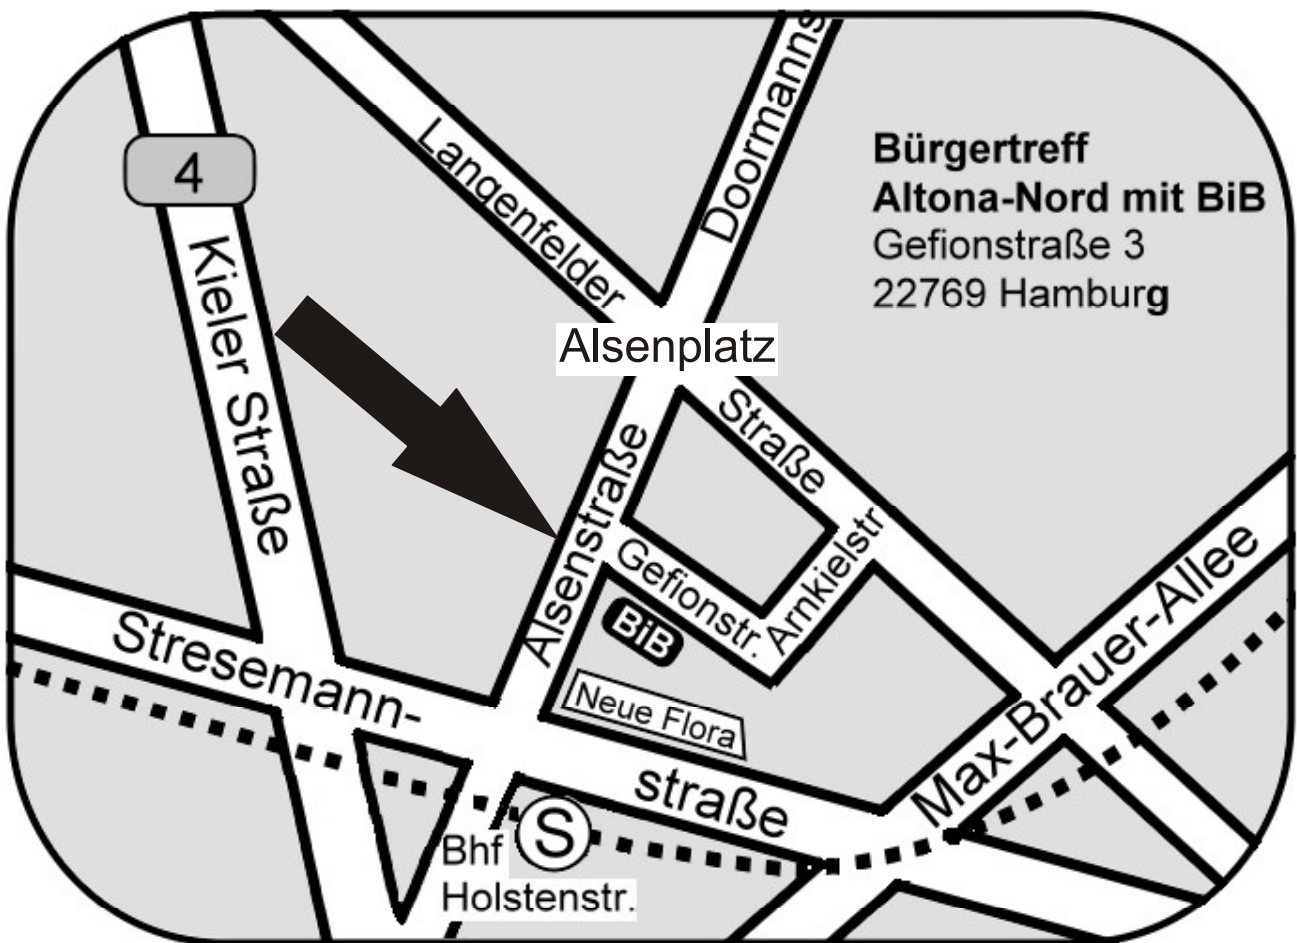 Doormanns
4
Langenfelder
Bürgertreff
Altona-Nord mit BiB
Gefionstraße 3
22769 Hamburg
Kieler Straße
Alsenplatz
Straße
Alsenstraße
Gefionstr.
Arnkielstr
BiB
Max-Brauer-Allee
Stresemann-
straße
Neue Flora
S
Bhf
Holstenstr.